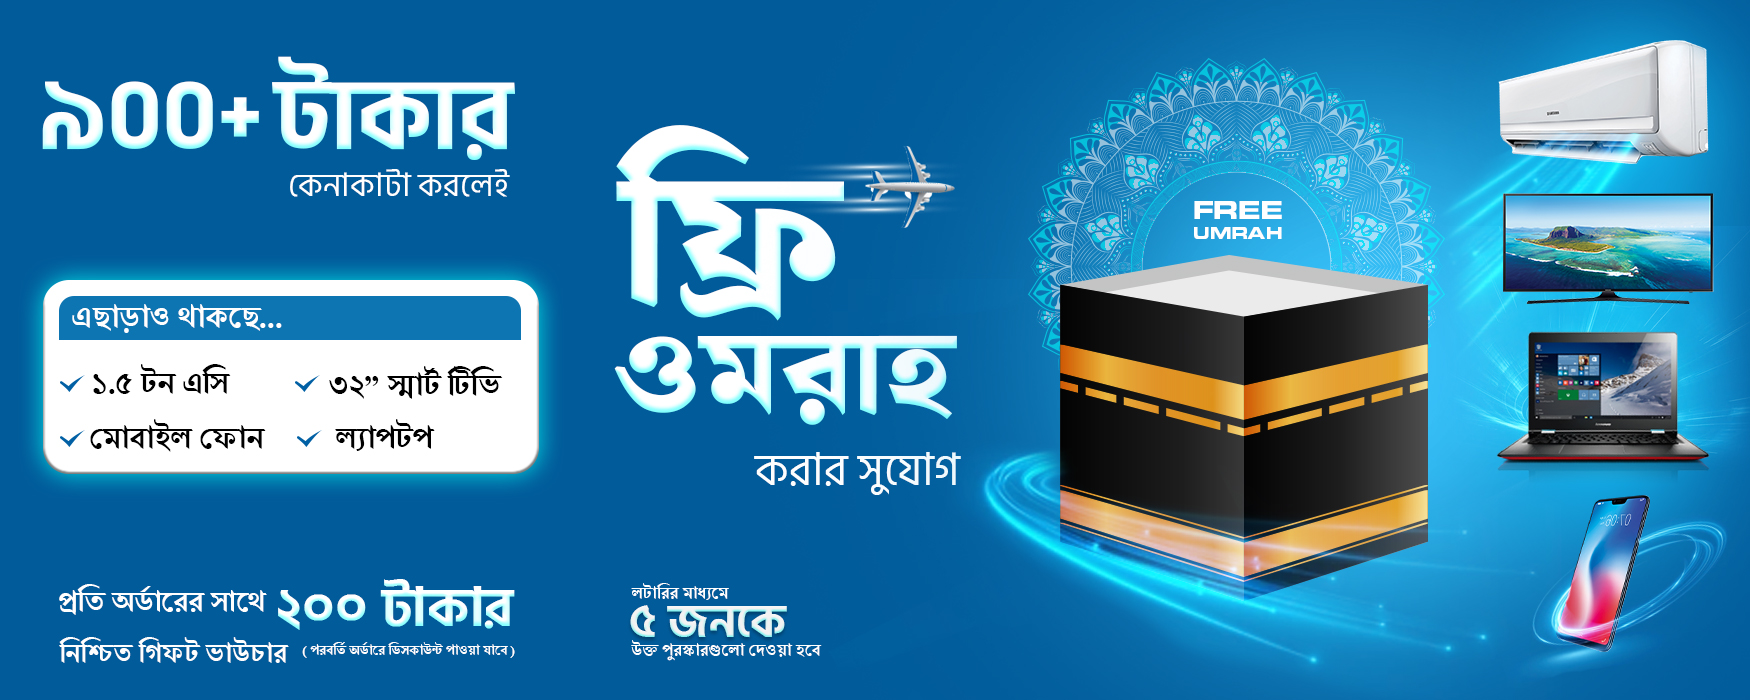 ৯০০+ টাকার
কেনাকাটা করলেই
এছাড়াও থাকছে...
১.৫ টন এসি
৩২” স্মার্ট টিভি
মোবাইল ফোন
ল্যাপটপ
প্রতি অর্ডারের সাথে ২০০ টাকার
নিশ্চিত গিফট ভাউচার ( পরবর্তি অর্ডারে ডিসকাউন্ট পাওয়া যাবে )
ফ্রি
ওমরাহ
করার সুযোগ
লটারির মাধ্যমে
৫ জনকে
উক্ত পুরস্কারগুলো দেওয়া হবে
FREE
UMRAH
SAMSUNG